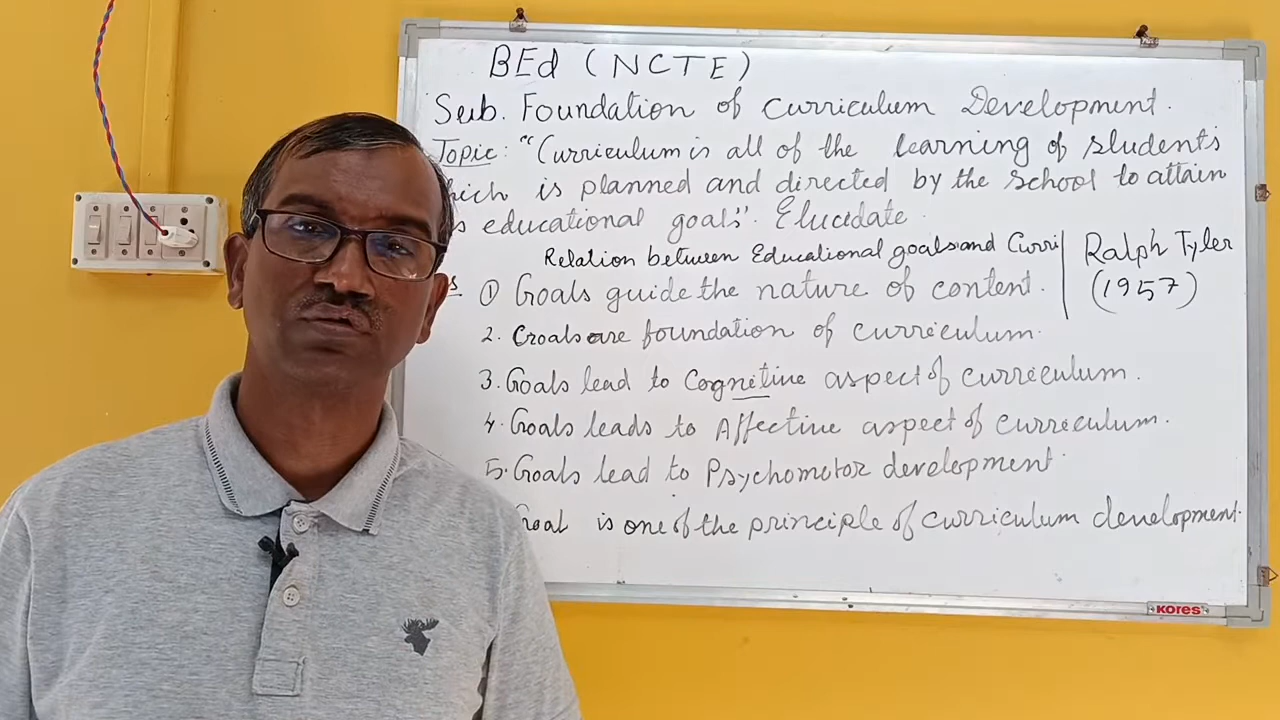 BEd (NCTE)
Sub. Foundation of Curriculum Development.
Topic: "Curriculum is all of the learning of students
which is planned and directed by the school to attain
educational goals". Elucidate.
Relation between Educational goals and Curri
Ralph Tyler
(1957)
① Goals guide the nature of content.
2. Goals are foundation of curriculum.
3. Goals lead to Cognitive aspect of curriculum.
4. Goals leads to Affective aspect of curriculum.
5. Goals lead to Psychomotor development.
Goal is one of the principle of curriculum development.
KORES